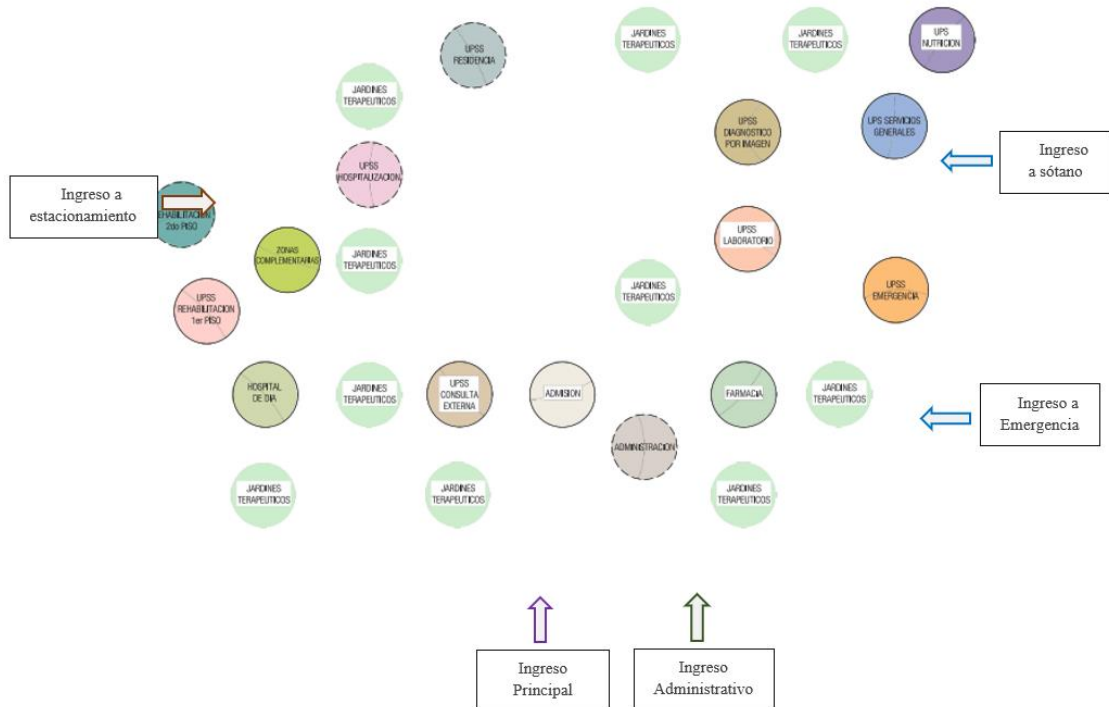 JARDINES
TERAPEUTICOS
JARDINES
TERAPEUTICOS
UPS
NUTRICION
UPSS
RESIDENCIA
JARDINES
TERAPEUTICOS
UPSS
DIAGNOSTICO
POR IMAGEN
UPS SERVICIOS
GENERALES
Ingreso
a sótano
UPSS
HOSPITALIZACION
Ingreso a
estacionamiento
2do PISO
ZONAS
COMPLEMENTARIAS
JARDINES
TERAPEUTICOS
UPSS
LABORATORIO
JARDINES
TERAPEUTICOS
UPSS
EMERGENCIA
UPSS
REHABILITACION
1er PISO
HOSPITAL
DE DIA
JARDINES
TERAPEUTICOS
UPSS
CONSULTA
EXTERNA
ADMISION
FARMACIA
JARDINES
TERAPEUTICOS
Ingreso a
Emergencia
ADMINISTRACION
JARDINES
TERAPEUTICOS
JARDINES
TERAPEUTICOS
JARDINES
TERAPEUTICOS
Ingreso
Principal
Ingreso
Administrativo